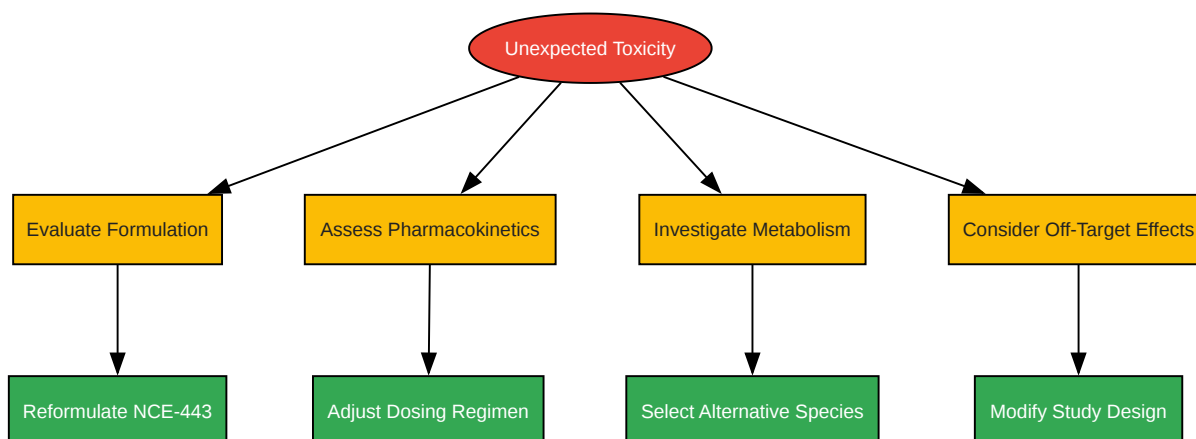 Unexpected Toxicity
Evaluate Formulation
Assess Pharmacokinetics
Investigate Metabolism
Consider Off-Target Effects
Reformulate NCE-443
Adjust Dosing Regimen
Select Alternative Species
Modify Study Design